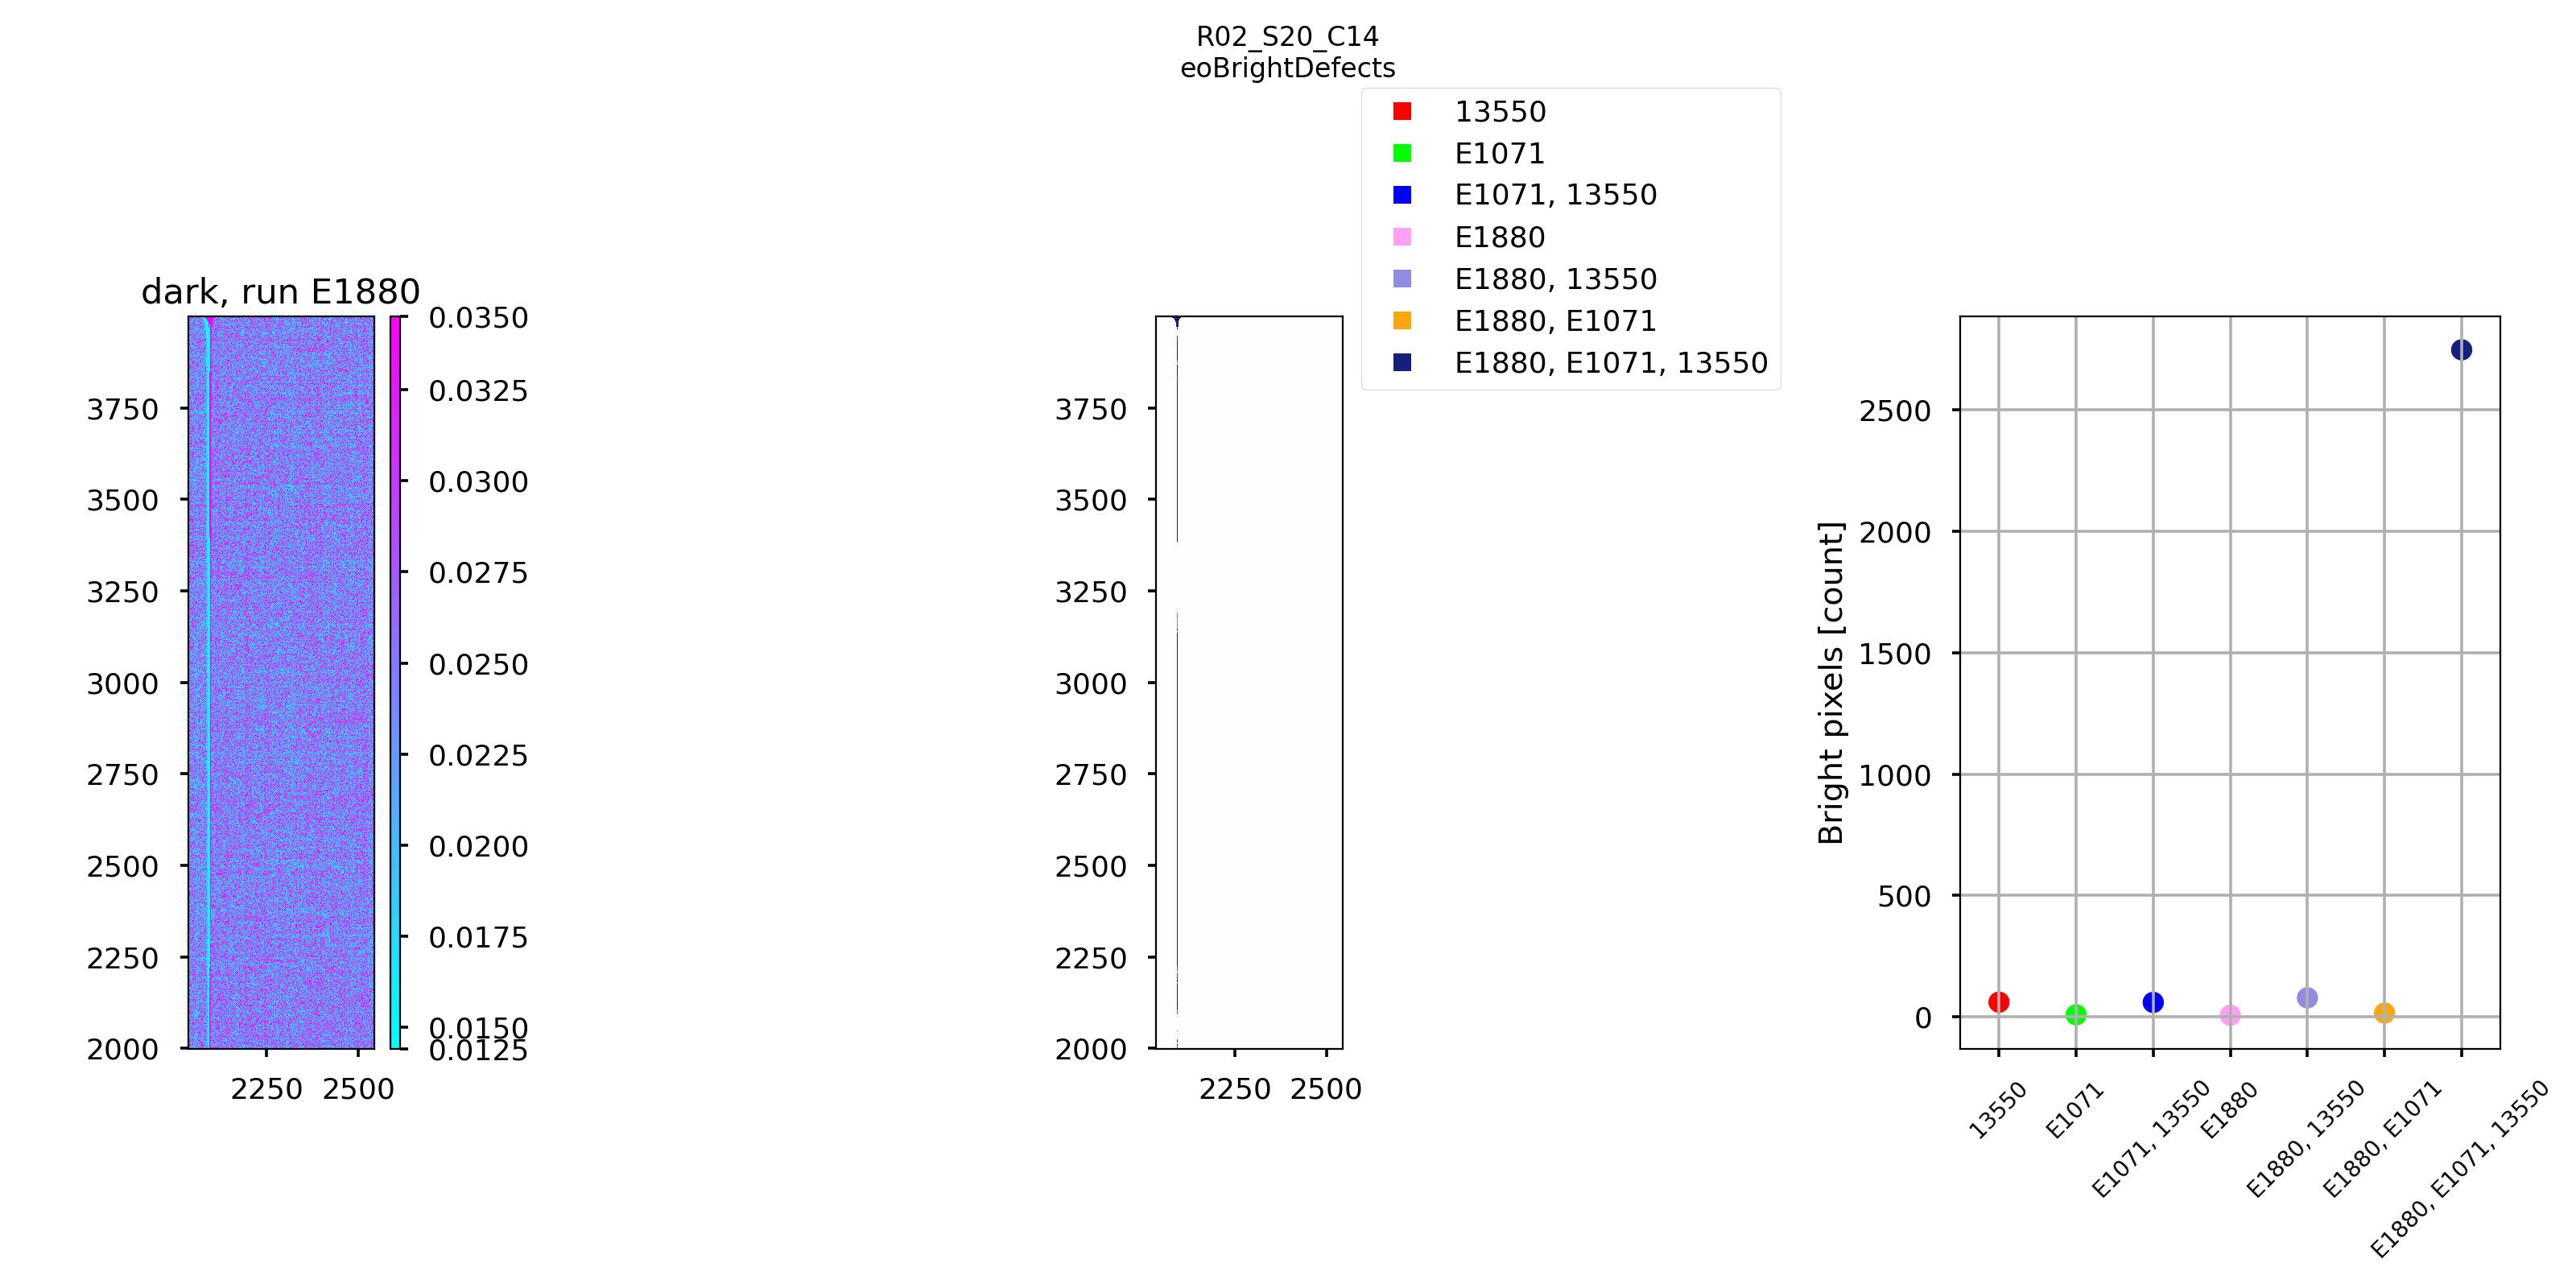 R02_S20_C14
eoBrightDefects
13550
E1071
E1071, 13550
E1880
E1880, 13550
E1880, E1071
E1880, E1071, 13550
dark, run E1880
3750
3500
3250
3000
2750
2500
2250
2000
2250 2500
0.0350
0.0325
0.0300
0.0275
0.0250
0.0225
0.0200
0.0175
0.0150
0.0125
3750
3500
3250
3000
2750
2500
2250
2000
2250 2500
Bright pixels [count]
2500
2000
1500
1000
500
0
13550
E1071
E1071, 13550
E1880
E1880, 13550
E1880, E1071
E1880, E1071, 13550